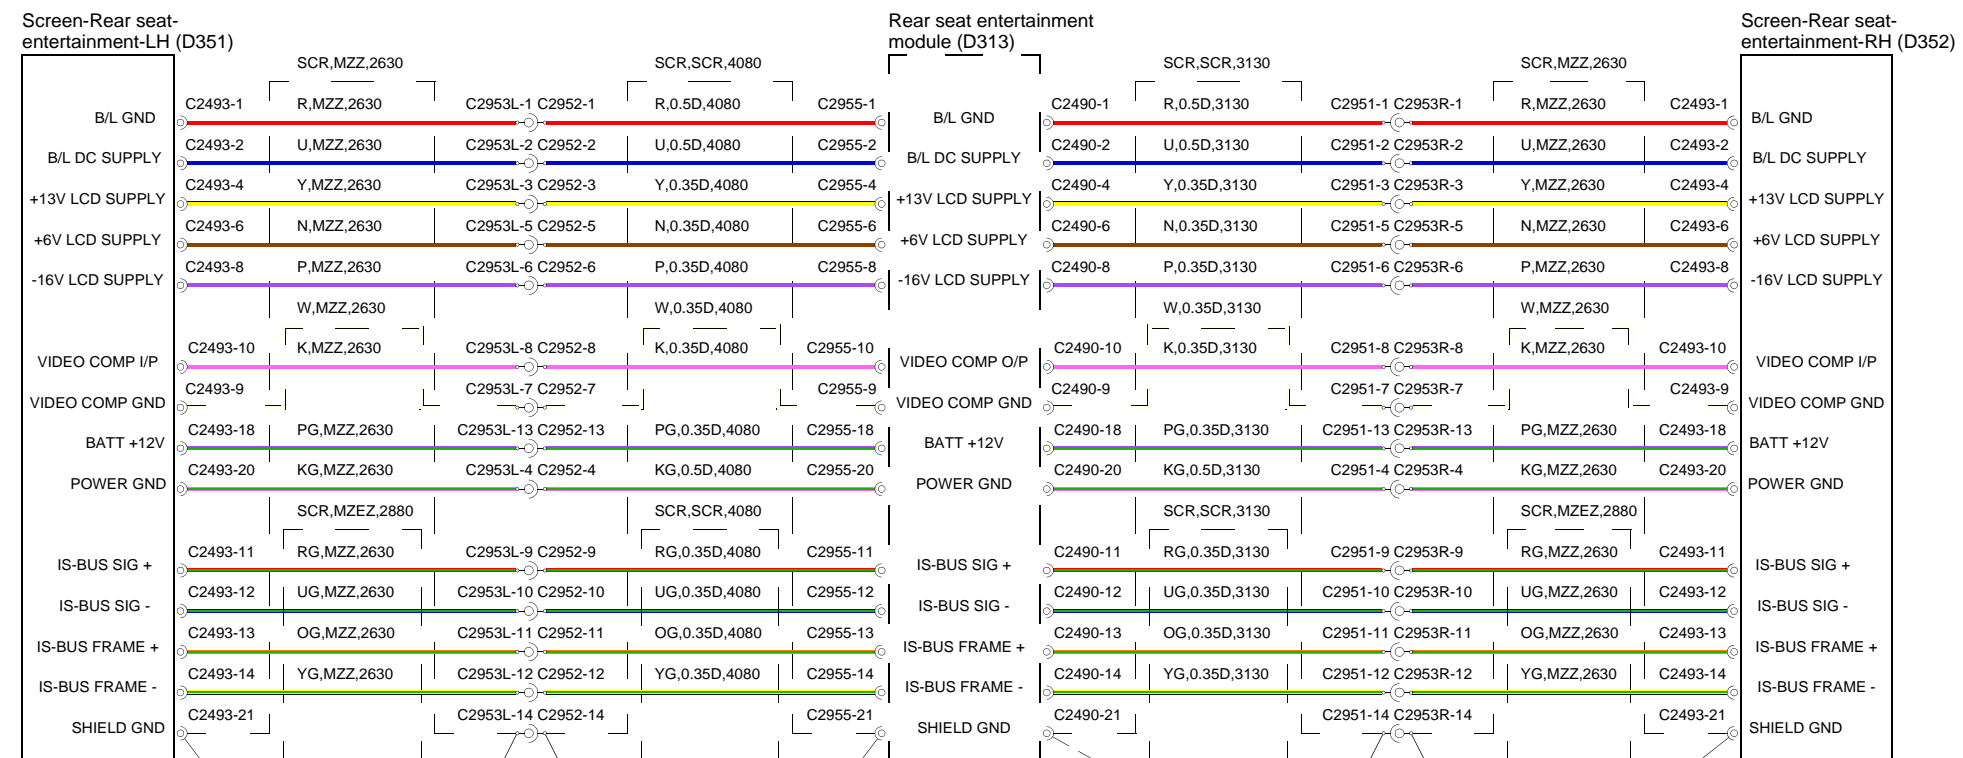 Screen-Rear seat-
entertainment-LH (D351)
Rear seat entertainment
module (D313)
Screen-Rear seat-
entertainment-RH (D352)
SCR,MZZ,2630 SCR,SCR,4080 SCR,SCR,3130 SCR,MZZ,2630
B/L GND C2493-1 R,MZZ,2630 C2953L-1 C2952-1 R,0.5D,4080 C2955-1 B/L GND C2490-1 R,0.5D,3130 C2951-1 C2953R-1 R,MZZ,2630 C2493-1 B/L GND
B/L DC SUPPLY C2493-2 U,MZZ,2630 C2953L-2 C2952-2 U,0.5D,4080 C2955-2 B/L DC SUPPLY C2490-2 U,0.5D,3130 C2951-2 C2953R-2 U,MZZ,2630 C2493-2 B/L DC SUPPLY
+13V LCD SUPPLY C2493-4 Y,MZZ,2630 C2953L-3 C2952-3 Y,0.35D,4080 C2955-4 +13V LCD SUPPLY C2490-4 Y,0.35D,3130 C2951-3 C2953R-3 Y,MZZ,2630 C2493-4 +13V LCD SUPPLY
+6V LCD SUPPLY C2493-6 N,MZZ,2630 C2953L-5 C2952-5 N,0.35D,4080 C2955-6 +6V LCD SUPPLY C2490-6 N,0.35D,3130 C2951-5 C2953R-5 N,MZZ,2630 C2493-6 +6V LCD SUPPLY
-16V LCD SUPPLY C2493-8 P,MZZ,2630 C2953L-6 C2952-6 P,0.35D,4080 C2955-8 -16V LCD SUPPLY C2490-8 P,0.35D,3130 C2951-6 C2953R-6 P,MZZ,2630 C2493-8 -16V LCD SUPPLY
W,MZZ,2630 W,0.35D,4080 W,0.35D,3130 W,MZZ,2630
VIDEO COMP I/P C2493-10 K,MZZ,2630 C2953L-8 C2952-8 K,0.35D,4080 C2955-10 VIDEO COMP O/P C2490-10 K,0.35D,3130 C2951-8 C2953R-8 K,MZZ,2630 C2493-10 VIDEO COMP I/P
VIDEO COMP GND C2493-9 C2953L-7 C2952-7 C2955-9 VIDEO COMP GND C2490-9 C2951-7 C2953R-7 C2493-9 VIDEO COMP GND
BATT +12V C2493-18 PG,MZZ,2630 C2953L-13 C2952-13 PG,0.35D,4080 C2955-18 BATT +12V C2490-18 PG,0.35D,3130 C2951-13 C2953R-13 PG,MZZ,2630 C2493-18 BATT +12V
POWER GND C2493-20 KG,MZZ,2630 C2953L-4 C2952-4 KG,0.5D,4080 C2955-20 POWER GND C2490-20 KG,0.5D,3130 C2951-4 C2953R-4 KG,MZZ,2630 C2493-20 POWER GND
SCR,MZEZ,2880 SCR,SCR,4080 SCR,SCR,3130 SCR,MZEZ,2880
IS-BUS SIG + C2493-11 RG,MZZ,2630 C2953L-9 C2952-9 RG,0.35D,4080 C2955-11 IS-BUS SIG + C2490-11 RG,0.35D,3130 C2951-9 C2953R-9 RG,MZZ,2630 C2493-11 IS-BUS SIG +
IS-BUS SIG - C2493-12 UG,MZZ,2630 C2953L-10 C2952-10 UG,0.35D,4080 C2955-12 IS-BUS SIG - C2490-12 UG,0.35D,3130 C2951-10 C2953R-10 UG,MZZ,2630 C2493-12 IS-BUS SIG -
IS-BUS FRAME + C2493-13 OG,MZZ,2630 C2953L-11 C2952-11 OG,0.35D,4080 C2955-13 IS-BUS FRAME + C2490-13 OG,0.35D,3130 C2951-11 C2953R-11 OG,MZZ,2630 C2493-13 IS-BUS FRAME +
IS-BUS FRAME - C2493-14 YG,MZZ,2630 C2953L-12 C2952-12 YG,0.35D,4080 C2955-14 IS-BUS FRAME - C2490-14 YG,0.35D,3130 C2951-12 C2953R-12 YG,MZZ,2630 C2493-14 IS-BUS FRAME -
SHIELD GND C2493-21 C2953L-14 C2952-14 C2955-21 SHIELD GND C2490-21 C2951-14 C2953R-14 C2493-21 SHIELD GND